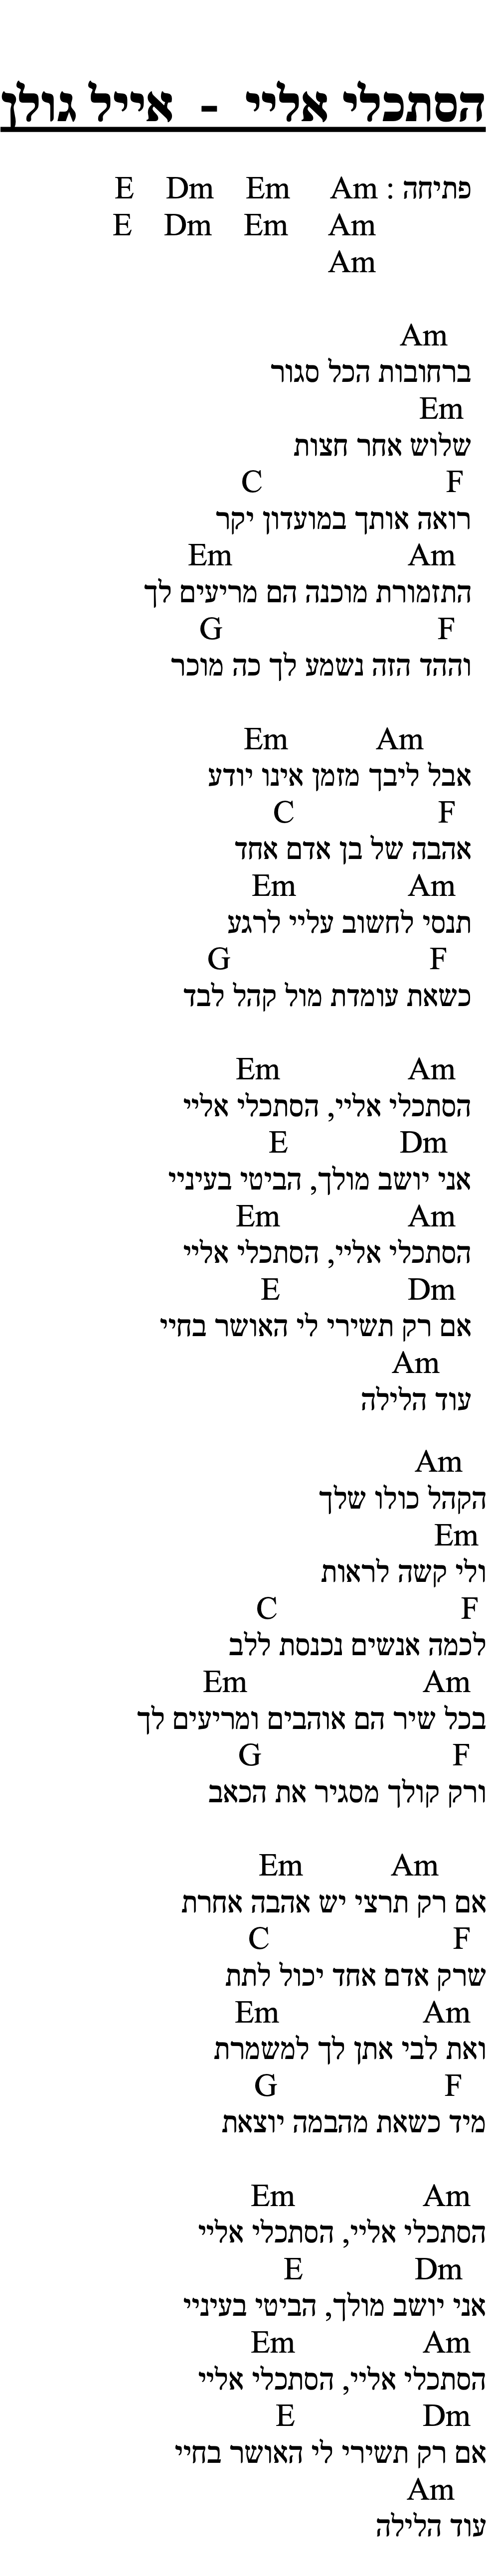 הסתכלי אליי - אייל גולן
פתיחה : Am Em Dm E
Am Em Dm E
Am
Am
ברחובות הכל סגור
Em
שלוש אחר חצות
F C
רואה אותך במועדון יקר
Am Em
התזמורת מוכנה הם מריעים לך
F G
וההד הזה נשמע לך כה מוכר
Am Em
אבל ליבך מזמן אינו יודע
F C
אהבה של בן אדם אחד
Am Em
תנסי לחשוב עליי לרגע
F G
כשאת עומדת מול קהל לבד
Am Em
הסתכלי אליי, הסתכלי אליי
Dm E
אני יושב מולך, הביטי בעיניי
Am Em
הסתכלי אליי, הסתכלי אליי
Dm E
אם רק תשירי לי האושר בחיי
Am
עוד הלילה
Am
הקהל כולו שלך
Em
ולי קשה לראות
F C
לכמה אנשים נכנסת ללב
Am Em
בכל שיר הם אוהבים ומריעים לך
F G
ורק קולך מסגיר את הכאב
Am Em
אם רק תרצי יש אהבה אחרת
F C
שרק אדם אחד יכול לתת
Am Em
ואת לבי אתן לך למשמרת
F G
מיד כשאת מהבמה יוצאת
Am Em
הסתכלי אליי, הסתכלי אליי
Dm E
אני יושב מולך, הביטי בעיניי
Am Em
הסתכלי אליי, הסתכלי אליי
Dm E
אם רק תשירי לי האושר בחיי
Am
עוד הלילה